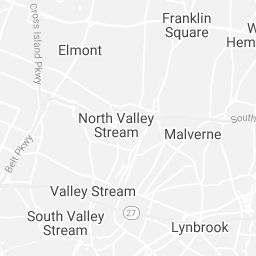 Franklin
Square
W
Hem
Cross Island Pkwy
Elmont
North Valley
Stream
South
Malverne
Belt Pkwy
Valley Stream
South Valley
Stream
27
Lynbrook